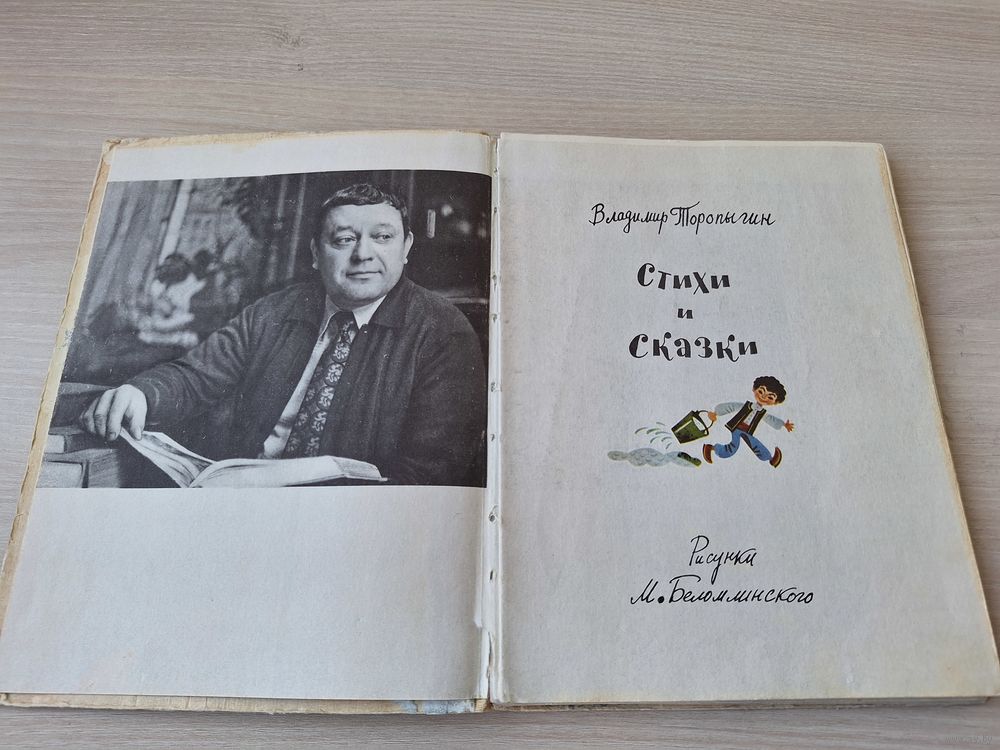 Владимир Торопыгин
Стихи
и
Сказки
Рисунки
М. Беломлинского